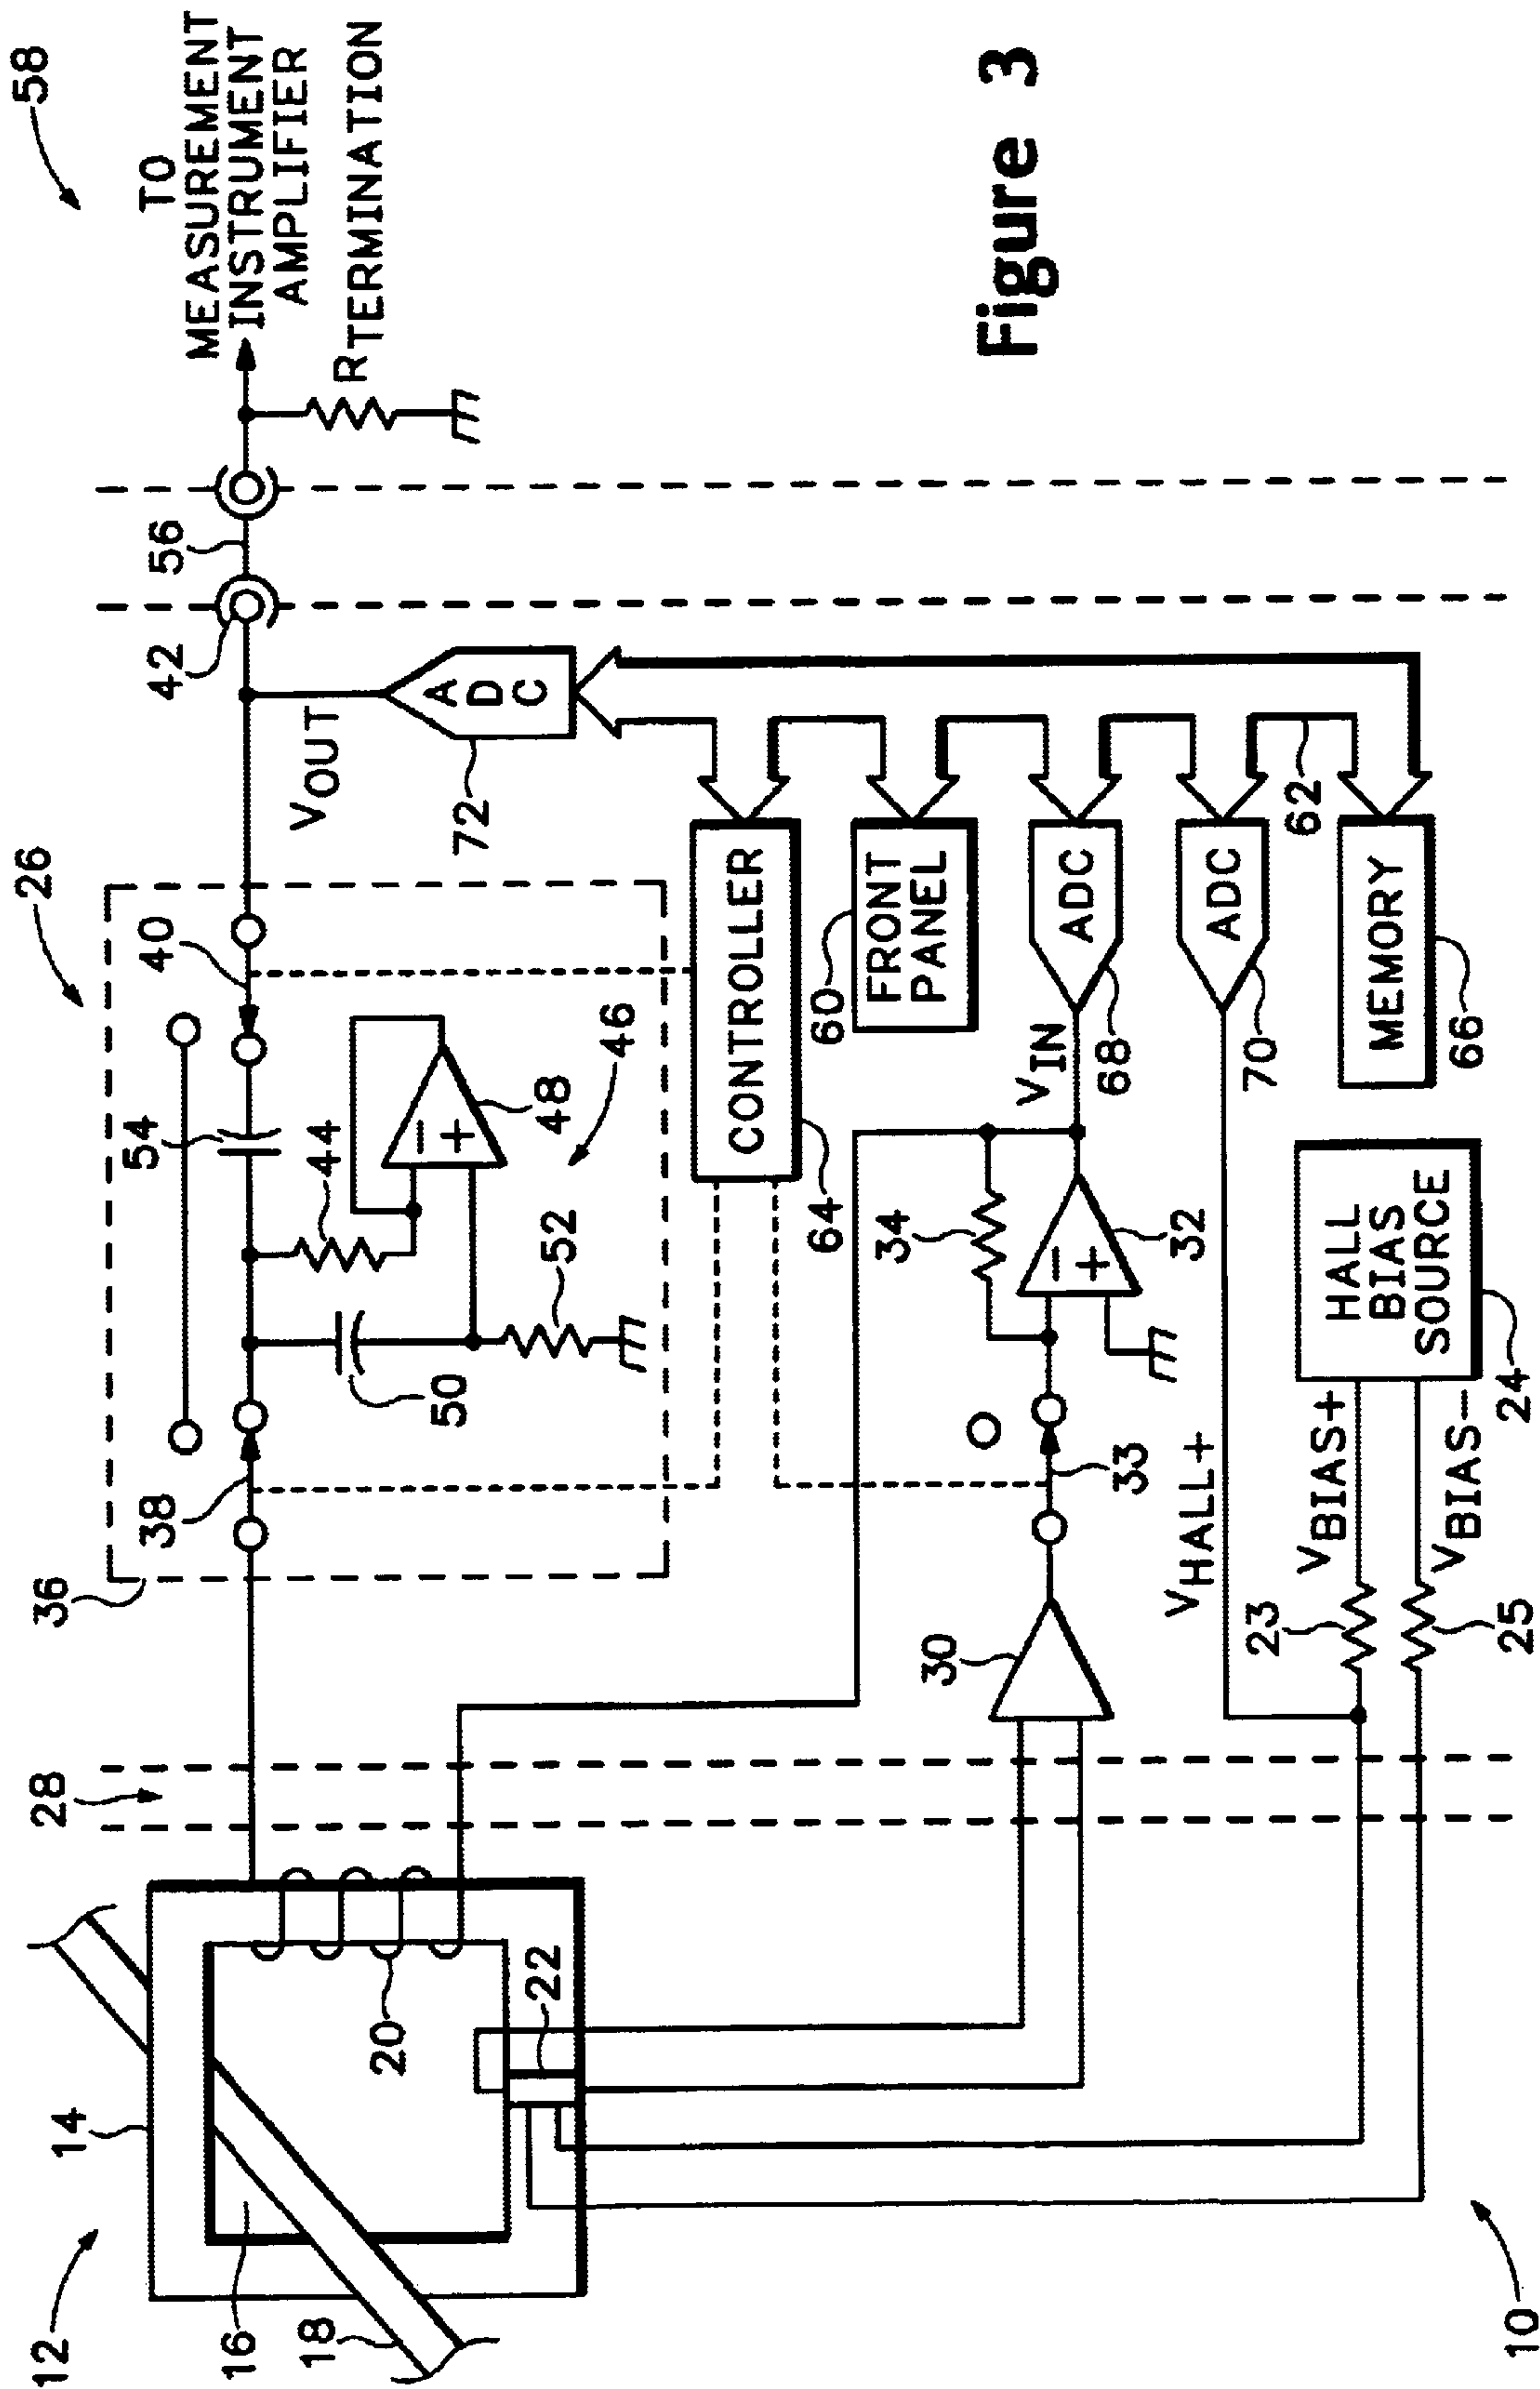 58
TO
MEASUREMENT
INSTRUMENT
AMPLIFIER
RTERMINATION
56
42
VOUT
A
D
C
72
26
40
54
44
−
+
48
46
50
52
38
36
28
CONTROLLER
64
FRONT
PANEL
60
ADC
68
VIN
34
−
+
32
33
30
ADC
70
62
MEMORY
66
VHALL+
HALL
BIAS
SOURCE
24
VBIAS+
VBIAS−
23
25
12
14
16
18
20
22
10
Figure 3